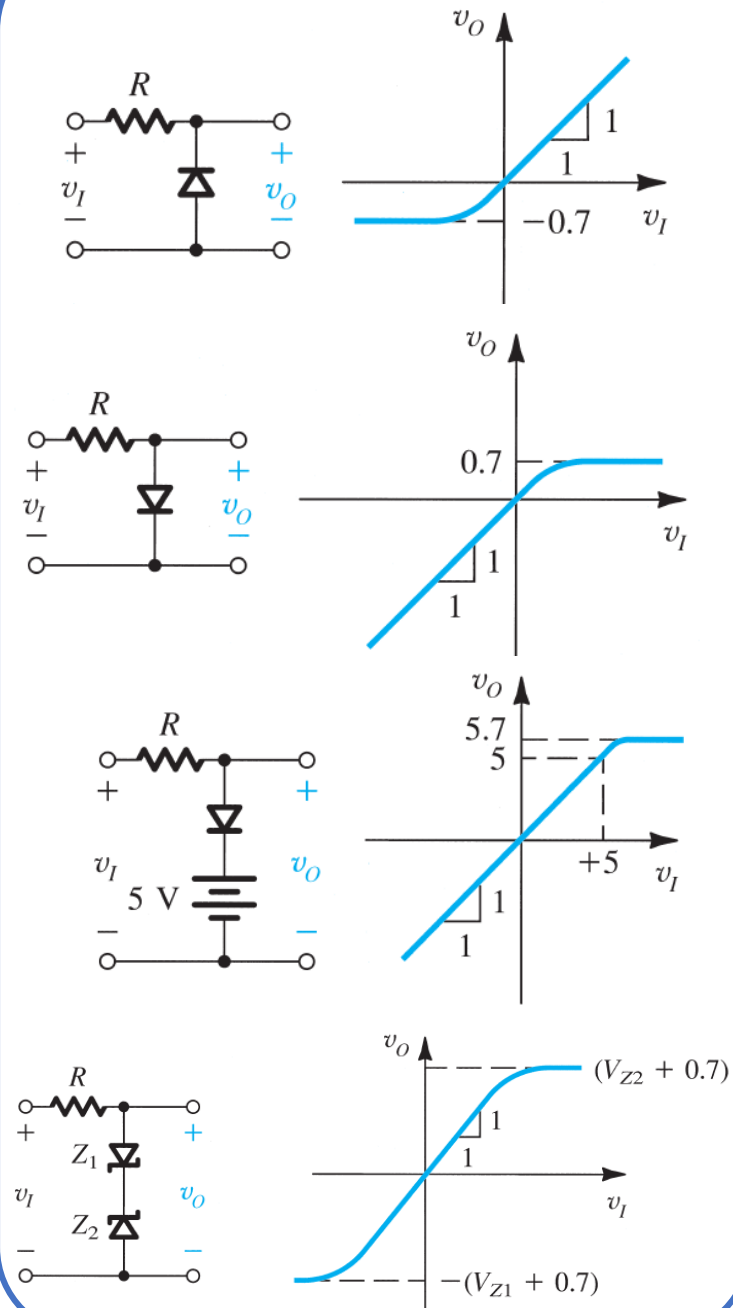 R
+
v_I
−
+
v_O
−
v_O
1
1
−0.7
v_I
R
+
v_I
−
+
v_O
−
v_O
0.7
1
1
v_I
R
+
v_I
−
5 V
+
v_O
−
v_O
5.7
5
+5
v_I
1
1
R
+
v_I
−
Z_1
Z_2
+
v_O
−
v_O
(V_Z2 + 0.7)
1
1
v_I
−(V_Z1 + 0.7)